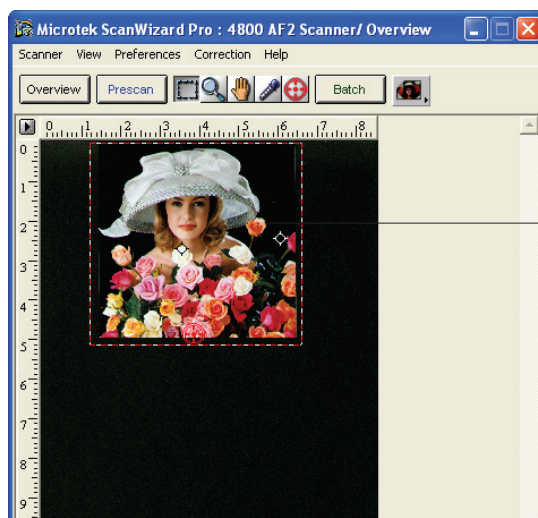 Microtek ScanWizard Pro : 4800 AF2 Scanner/ Overview
Scanner View Preferences Correction Help
Overview Prescan Batch
0 1 2 3 4 5 6 7 8
0
1
2
3
4
5
6
7
8
9